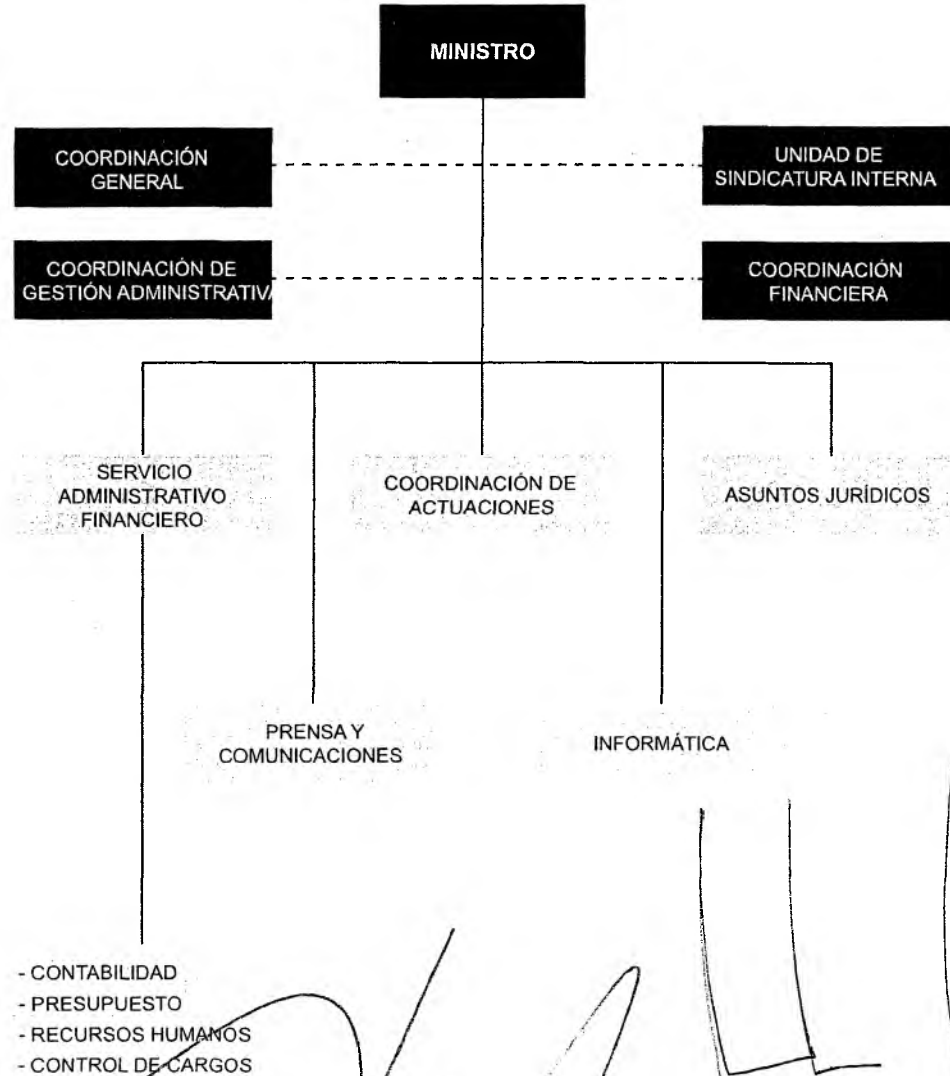 MINISTRO
COORDINACIÓN
GENERAL
UNIDAD DE
SINDICATURA INTERNA
COORDINACIÓN DE
GESTIÓN ADMINISTRATIVA
COORDINACIÓN
FINANCIERA
SERVICIO
ADMINISTRATIVO
FINANCIERO
COORDINACIÓN DE
ACTUACIONES
ASUNTOS JURÍDICOS
PRENSA Y
COMUNICACIONES
INFORMÁTICA
- CONTABILIDAD
- PRESUPUESTO
- RECURSOS HUMANOS
- CONTROL DE CARGOS